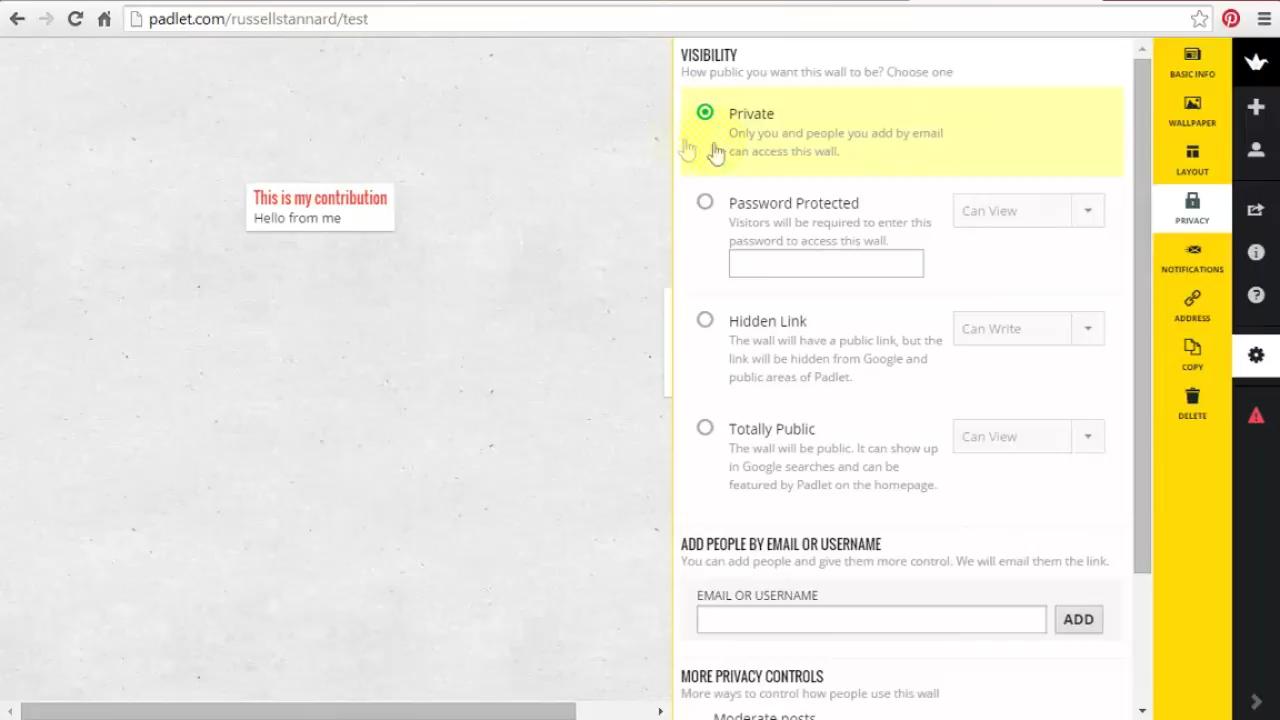 padlet.com/russellstannard/test
This is my contribution
Hello from me
VISIBILITY
How public you want this wall to be? Choose one
Private
Only you and people you add by email
can access this wall.
Password Protected
Visitors will be required to enter this
password to access this wall.
Can View
Hidden Link
The wall will have a public link, but the
link will be hidden from Google and
public areas of Padlet.
Can Write
Totally Public
The wall will be public. It can show up
in Google searches and can be
featured by Padlet on the homepage.
Can View
ADD PEOPLE BY EMAIL OR USERNAME
You can add people and give them more control. We will email them the link.
EMAIL OR USERNAME
ADD
MORE PRIVACY CONTROLS
More ways to control how people use this wall
Moderate posts
BASIC INFO
WALLPAPER
LAYOUT
PRIVACY
NOTIFICATIONS
ADDRESS
COPY
DELETE